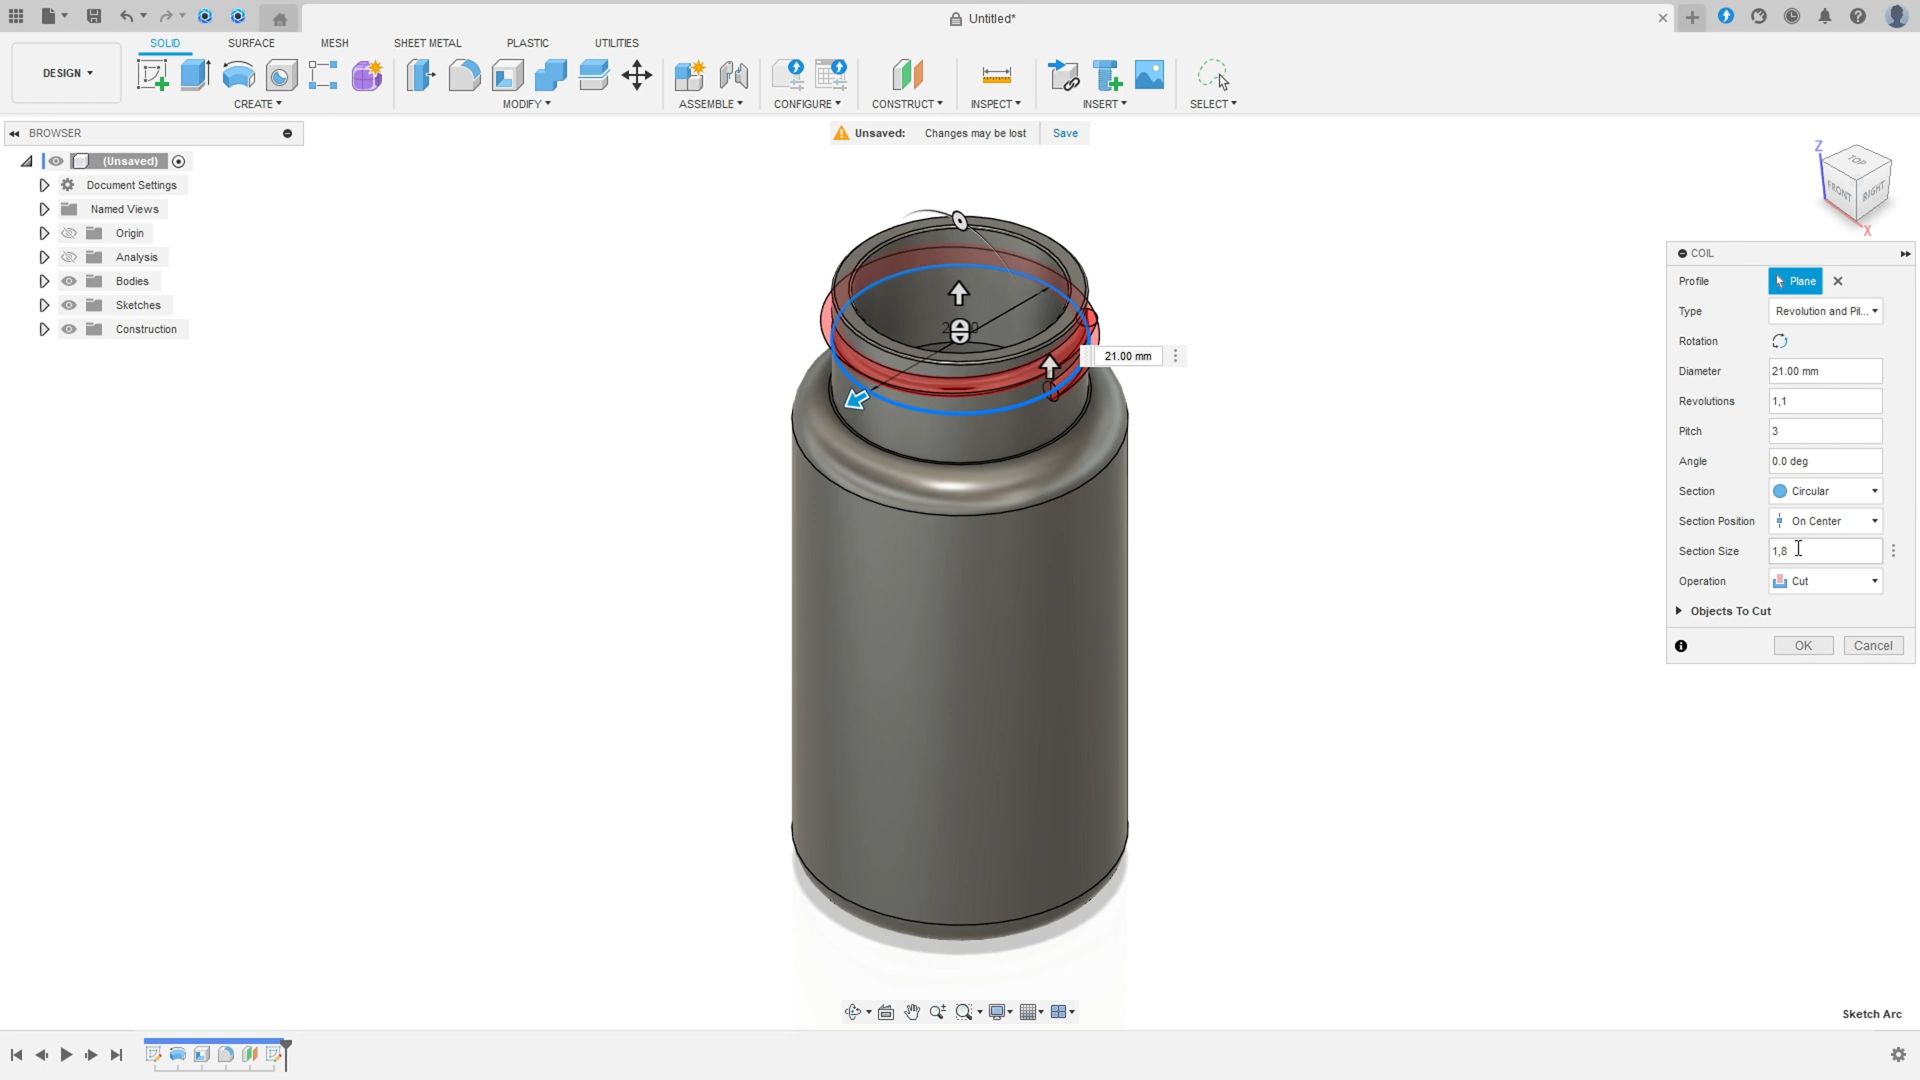 Untitled*
DESIGN
SOLID
SURFACE
MESH
SHEET METAL
PLASTIC
UTILITIES
CREATE
MODIFY
ASSEMBLE
CONFIGURE
CONSTRUCT
INSPECT
INSERT
SELECT
BROWSER
Unsaved: Changes may be lost Save
(Unsaved)
Document Settings
Named Views
Origin
Analysis
Bodies
Sketches
Construction
Z
TOP
FRONT
RIGHT
X
21.00 mm
COIL
Profile Plane
Type Revolution and Pit...
Rotation
Diameter 21.00 mm
Revolutions 1,1
Pitch 3
Angle 0.0 deg
Section Circular
Section Position On Center
Section Size 1,8
Operation Cut
Objects To Cut
OK Cancel
Sketch Arc